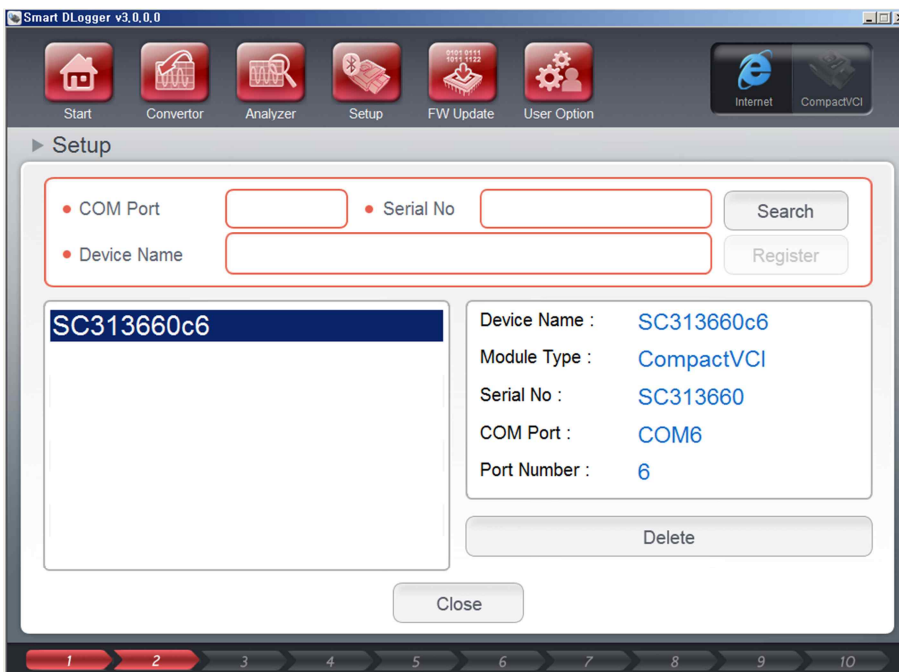 Smart DLogger v3,0,0,0
0101 0111
1011 1122
Start Convertor Analyzer Setup FW Update User Option Internet CompactVCI
Setup
COM Port Serial No Search
Device Name Register
SC313660c6
Device Name : SC313660c6
Module Type : CompactVCI
Serial No : SC313660
COM Port : COM6
Port Number : 6
Delete
Close
1 2 3 4 5 6 7 8 9 10